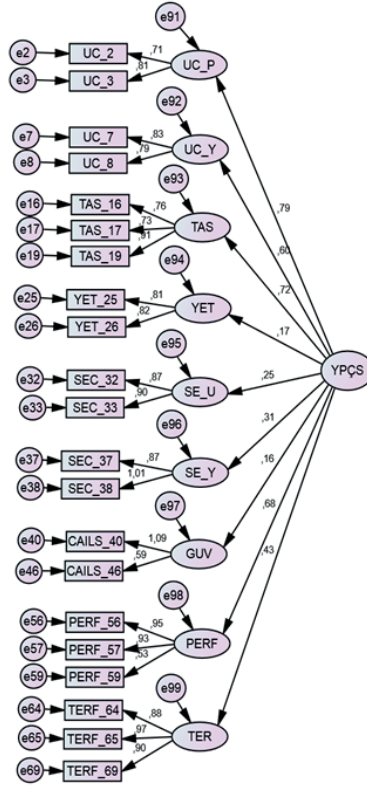 e91
e2 UC_2 ,71
UC_P
e3 UC_3 ,81
e92
,79
e7 UC_7 ,83
UC_Y
e8 UC_8 ,79
,60
e93
e16 TAS_16 ,76
e17 TAS_17 ,73 TAS
,72
e19 TAS_19 ,91
e94
e25 YET_25 ,81
YET
e26 YET_26 ,82
,17
e95
YPÇS
e32 SEC_32 ,87
,25
SE_U
e33 SEC_33 ,90
e96
,31
e37 SEC_37 ,87
SE_Y
e38 SEC_38 1,01
,16
e97
e40 CAILS_40 1,09
,68
GUV
e46 CAILS_46 ,59
,43
e98
e56 PERF_56 ,95
e57 PERF_57 ,93 PERF
e59 PERF_59 ,53
e99
e64 TERF_64 ,88
e65 TERF_65 ,97 TER
e69 TERF_69 ,90